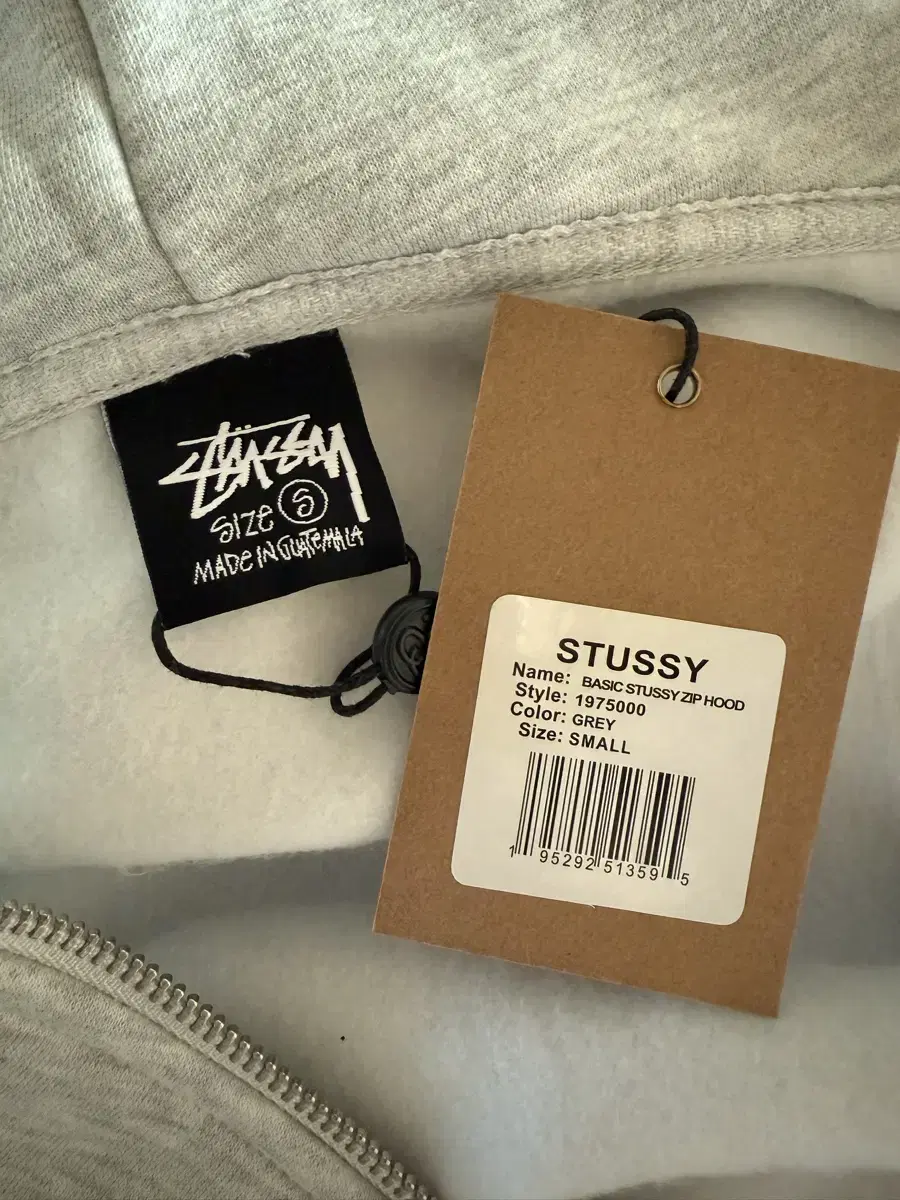 STÜSSY
SIZE S
MADE IN GUATEMALA
STUSSY
Name: BASIC STUSSY ZIP HOOD
Style: 1975000
Color: GREY
Size: SMALL
1 95292 51359 5